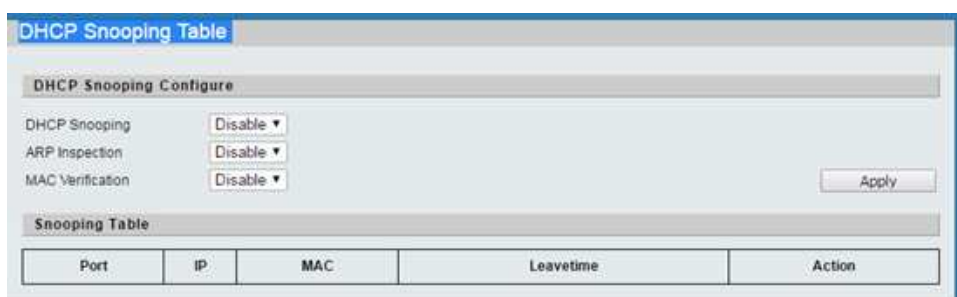 DHCP Snooping Table
DHCP Snooping Configure
DHCP Snooping Disable
ARP Inspection Disable
MAC Verification Disable Apply
Snooping Table
Port IP MAC Leavetime Action